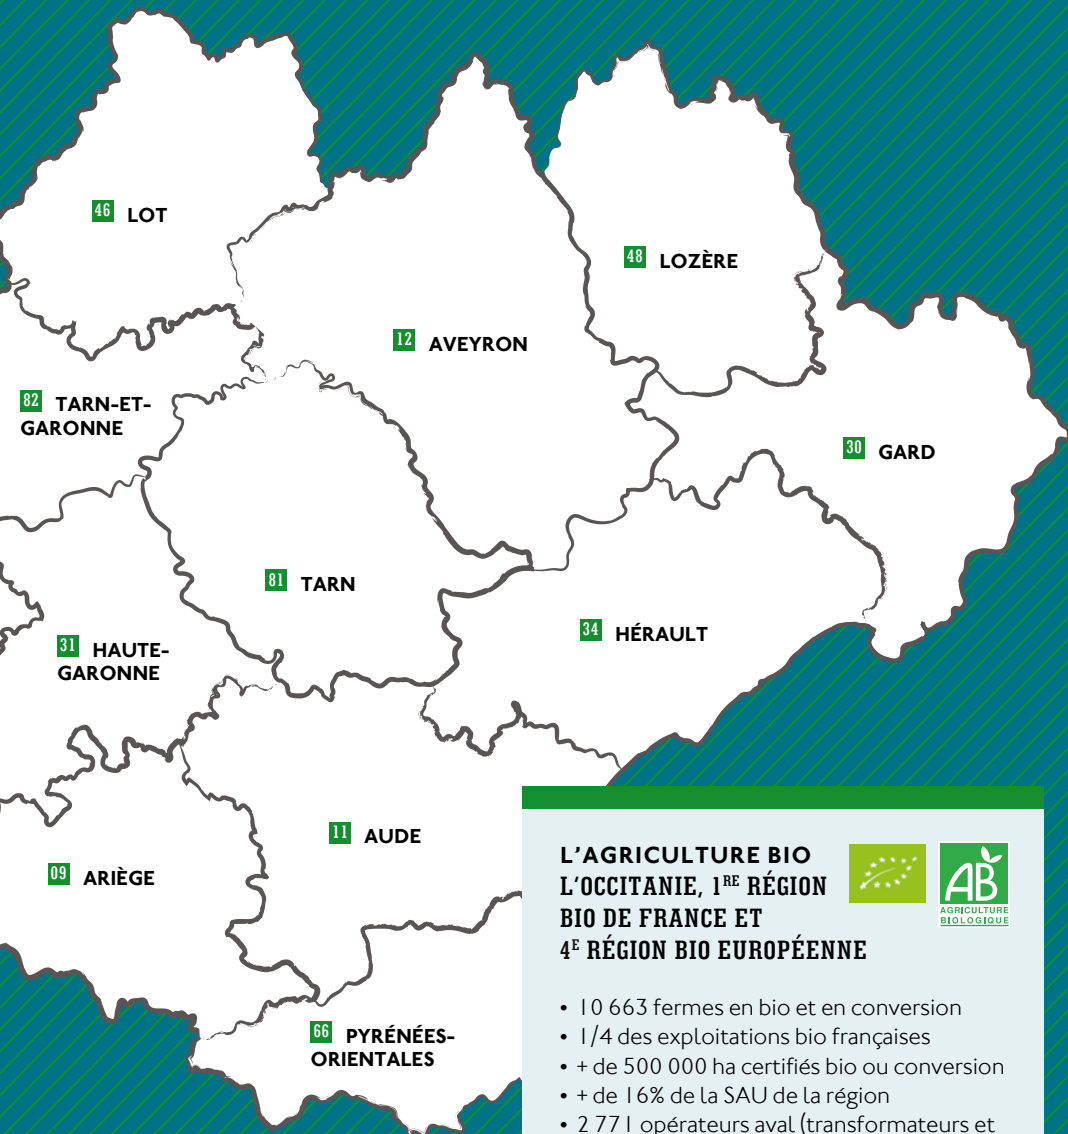 46 LOT
48 LOZÈRE
12 AVEYRON
82 TARN-ET-
GARONNE
30 GARD
81 TARN
34 HÉRAULT
31 HAUTE-
GARONNE
11 AUDE
09 ARIÈGE
66 PYRÉNÉES-
ORIENTALES
L'AGRICULTURE BIO
L'OCCITANIE, 1RE RÉGION
BIO DE FRANCE ET
4E RÉGION BIO EUROPÉENNE
AB
AGRICULTURE
BIOLOGIQUE
• 10 663 fermes en bio et en conversion
• 1/4 des exploitations bio françaises
• + de 500 000 ha certifiés bio ou conversion
• + de 16% de la SAU de la région
• 2 771 opérateurs aval (transformateurs et